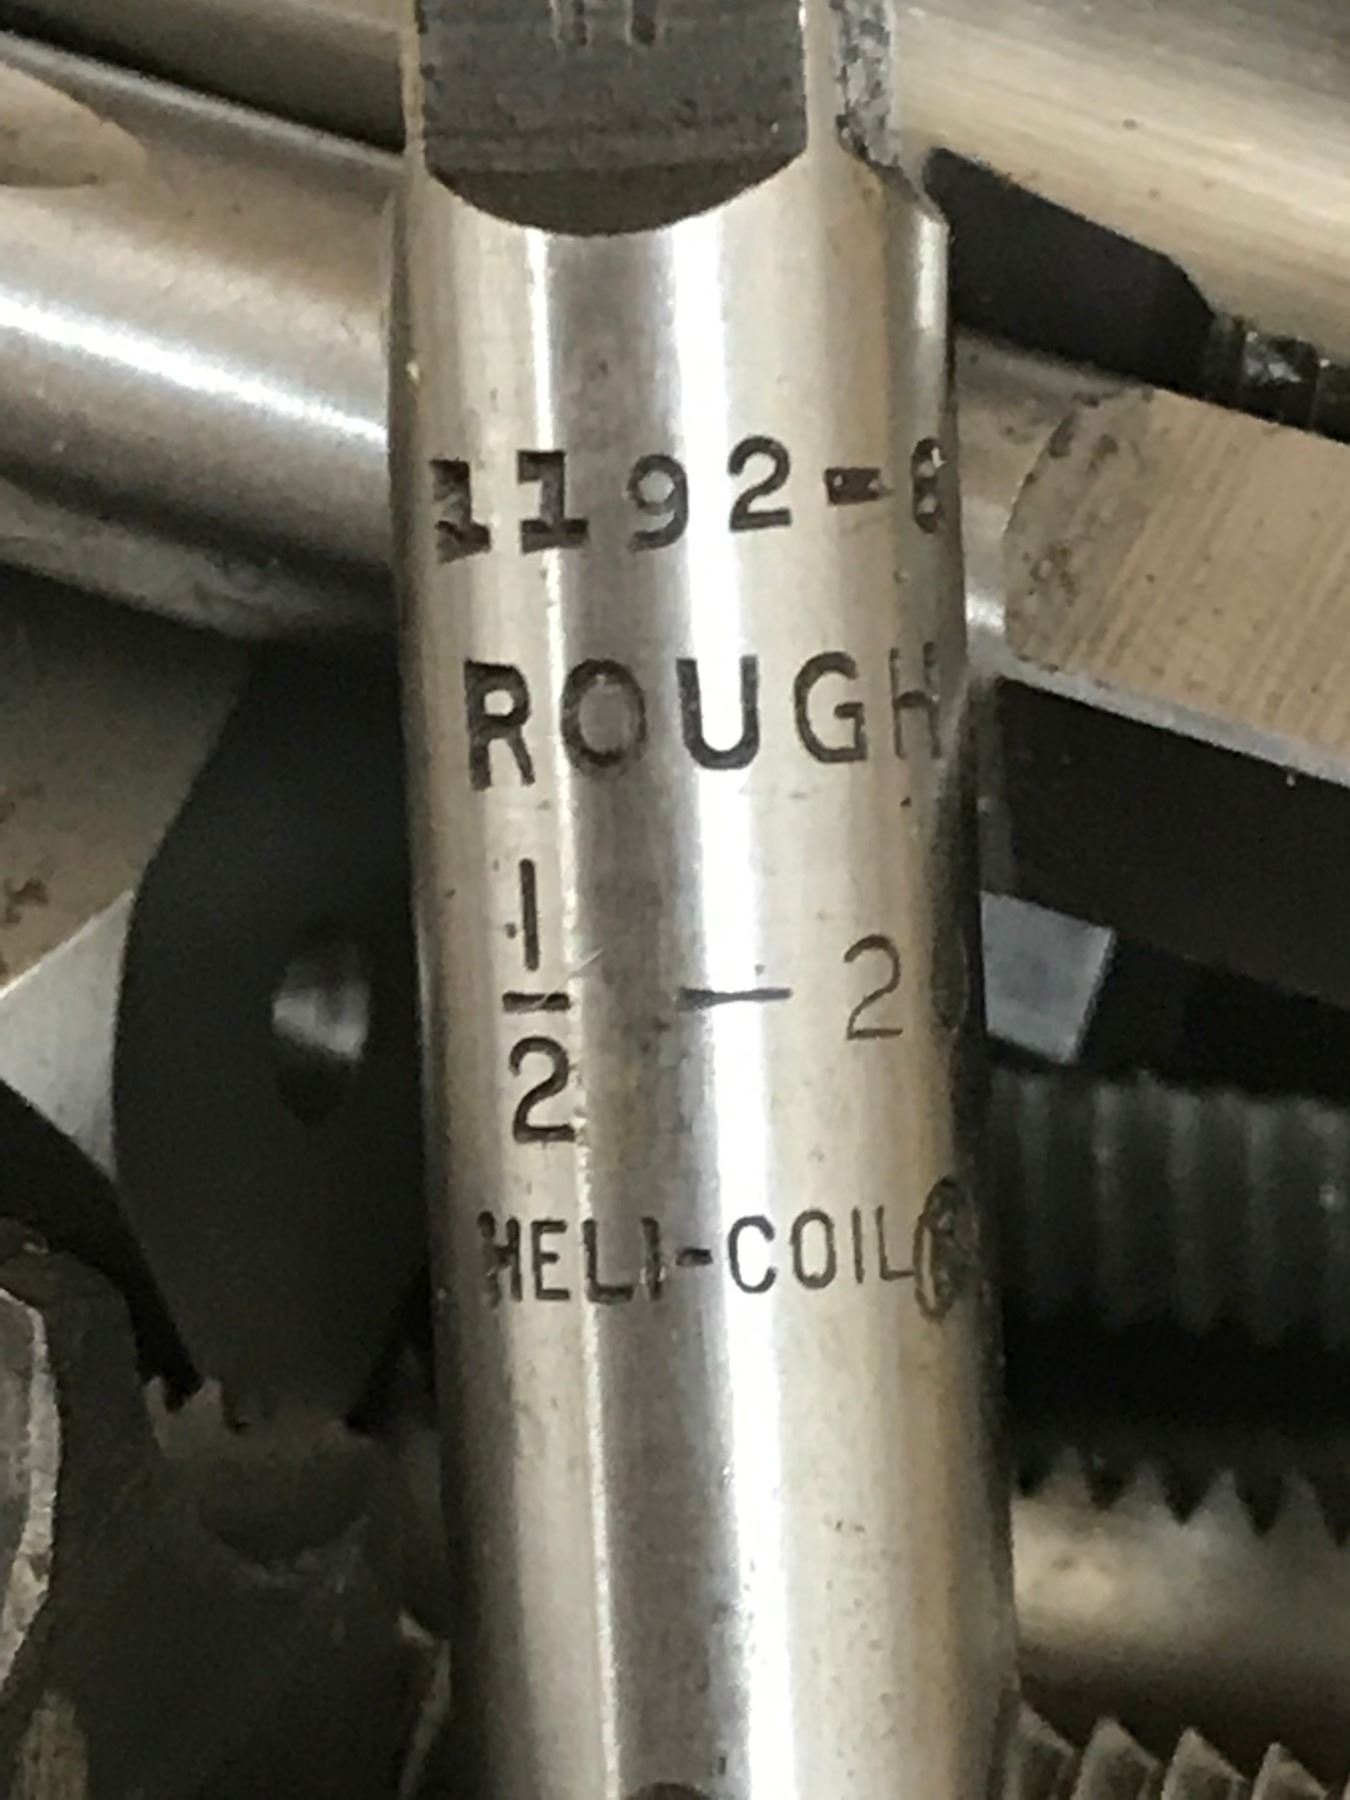 1192-8
ROUGH
1/2 - 2
HELI-COIL®